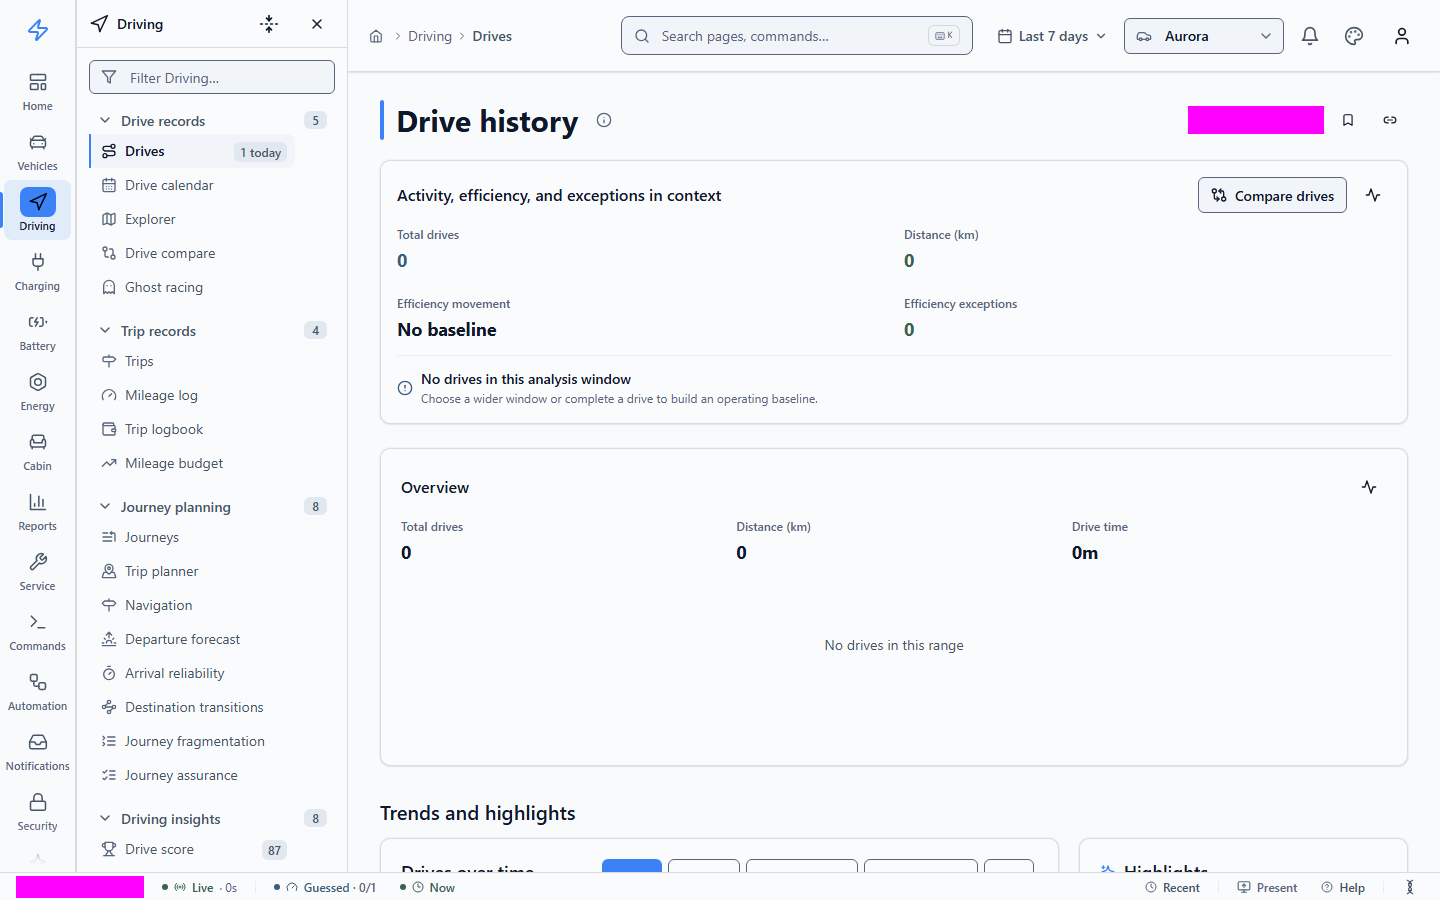 Driving
Home
Vehicles
Driving
Charging
Battery
Energy
Cabin
Reports
Service
Commands
Automation
Notifications
Security
Filter Driving...
Drive records 5
Drives 1 today
Drive calendar
Explorer
Drive compare
Ghost racing
Trip records 4
Trips
Mileage log
Trip logbook
Mileage budget
Journey planning 8
Journeys
Trip planner
Navigation
Departure forecast
Arrival reliability
Destination transitions
Journey fragmentation
Journey assurance
Driving insights 8
Drive score 87
Driving Drives
Search pages, commands... K
Last 7 days
Aurora
Drive history
Activity, efficiency, and exceptions in context
Compare drives
Total drives
0
Distance (km)
0
Efficiency movement
No baseline
Efficiency exceptions
0
No drives in this analysis window
Choose a wider window or complete a drive to build an operating baseline.
Overview
Total drives
0
Distance (km)
0
Drive time
0m
No drives in this range
Trends and highlights
Drives over time
Highlights
Live · 0s
Guessed · 0/1
Now
Recent
Present
Help